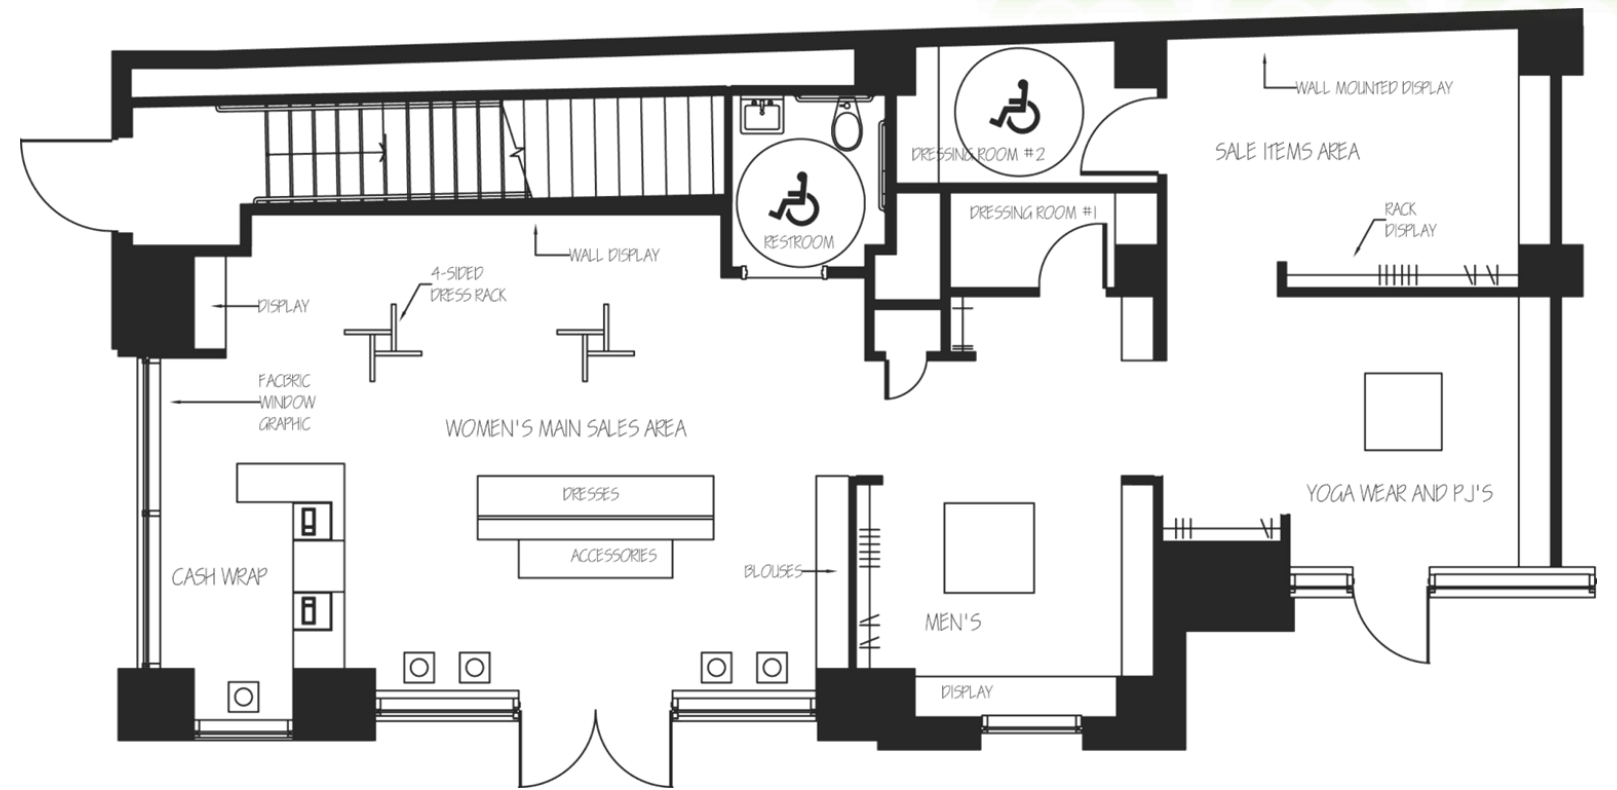 WALL MOUNTED DISPLAY
DRESSING ROOM #2
SALE ITEMS AREA
DRESSING ROOM #1
RACK
DISPLAY
RESTROOM
WALL DISPLAY
4-SIDED
DRESS RACK
DISPLAY
FACBRIC
WINDOW
GRAPHIC
WOMEN'S MAIN SALES AREA
DRESSES
YOGA WEAR AND PJ'S
ACCESSORIES
CASH WRAP
BLOUSES
MEN'S
DISPLAY